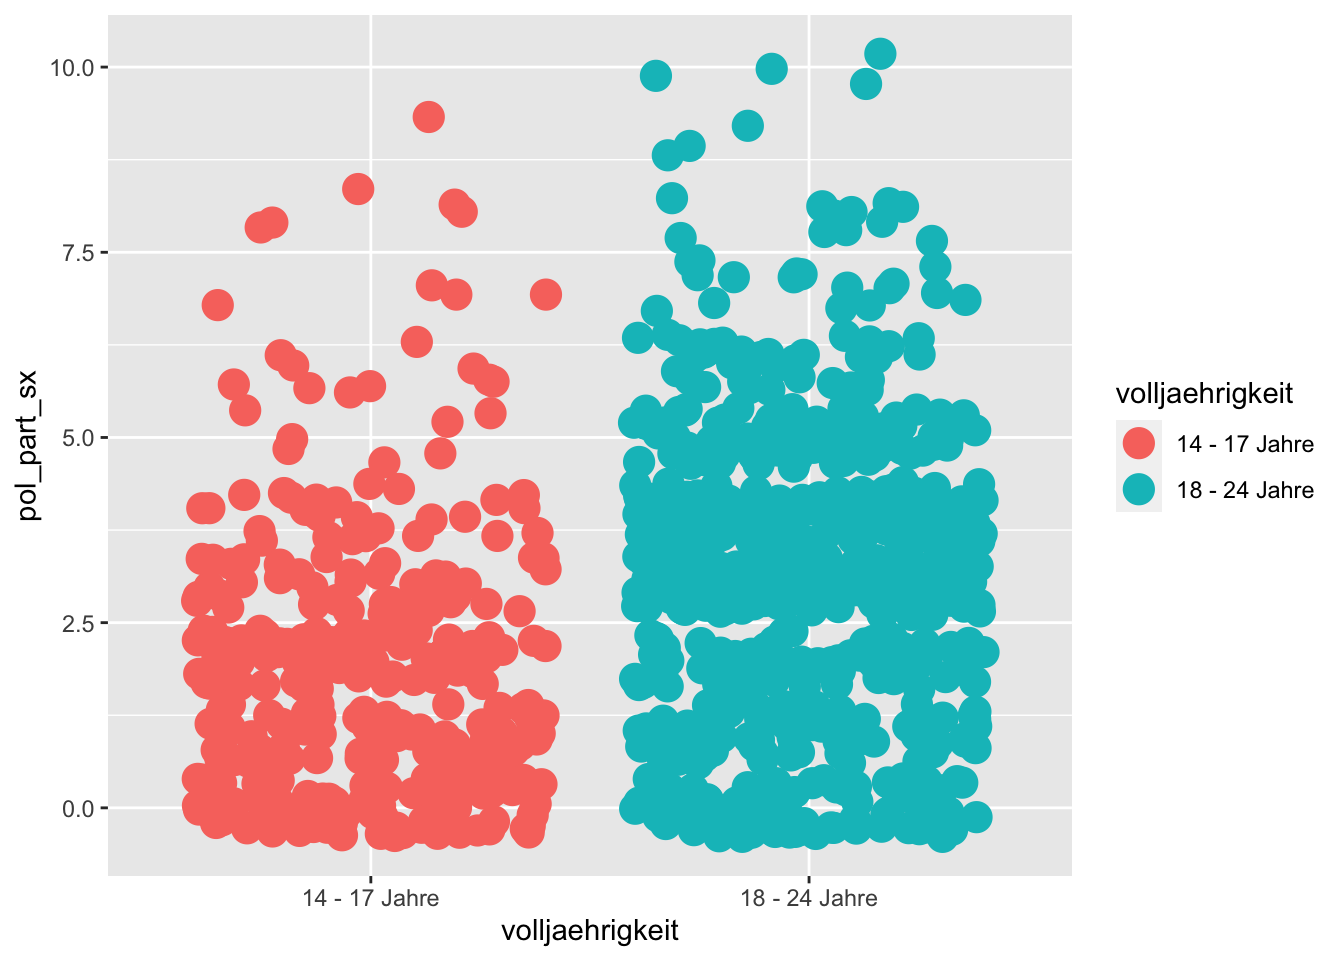 10.0
7.5
5.0
2.5
0.0
pol_part_sx
14 - 17 Jahre
18 - 24 Jahre
volljaehrigkeit
volljaehrigkeit
14 - 17 Jahre
18 - 24 Jahre